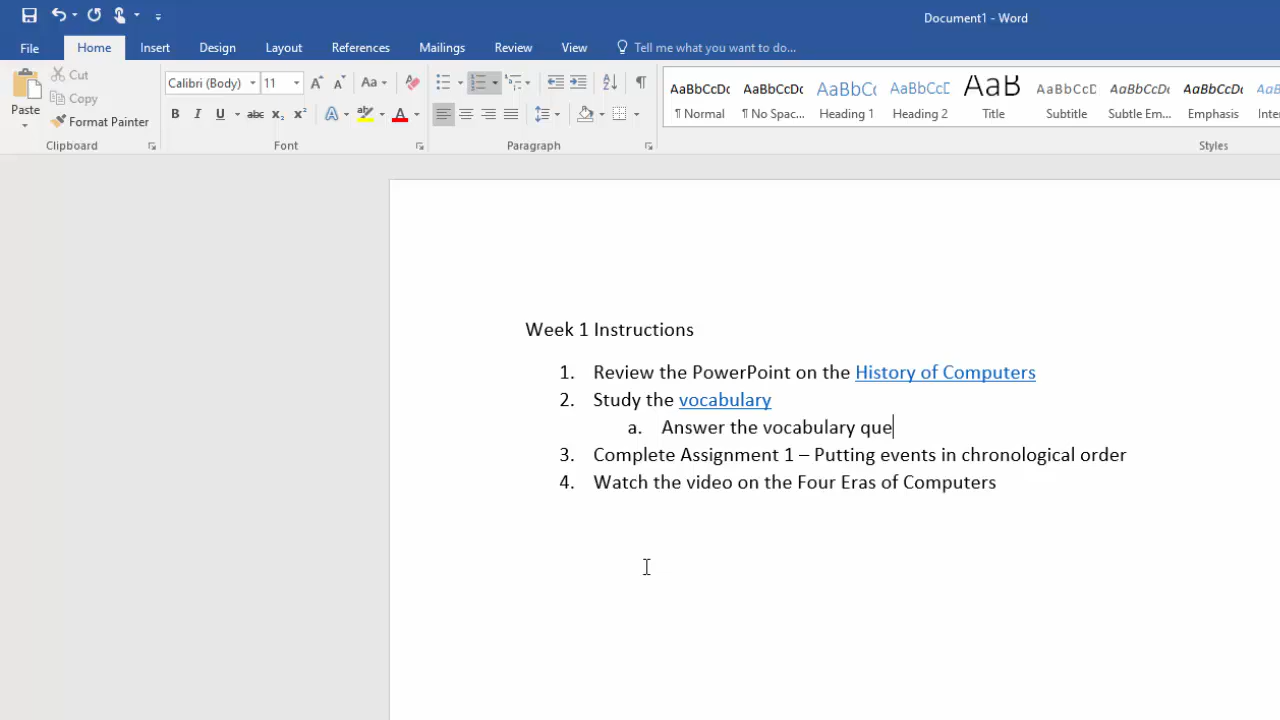 Document1 - Word
File Home Insert Design Layout References Mailings Review View Tell me what you want to do...
Cut
Copy
Format Painter
Paste
Clipboard
Calibri (Body) 11
Font
Paragraph
AaBbCcDc AaBbCcDc AaBbC AaBbCcD AaB AaBbCcD AaBbCcDc AaBbCcDc
¶ Normal ¶ No Spac... Heading 1 Heading 2 Title Subtitle Subtle Em... Emphasis
Styles
Week 1 Instructions
1. Review the PowerPoint on the History of Computers
2. Study the vocabulary
a. Answer the vocabulary que
3. Complete Assignment 1 – Putting events in chronological order
4. Watch the video on the Four Eras of Computers